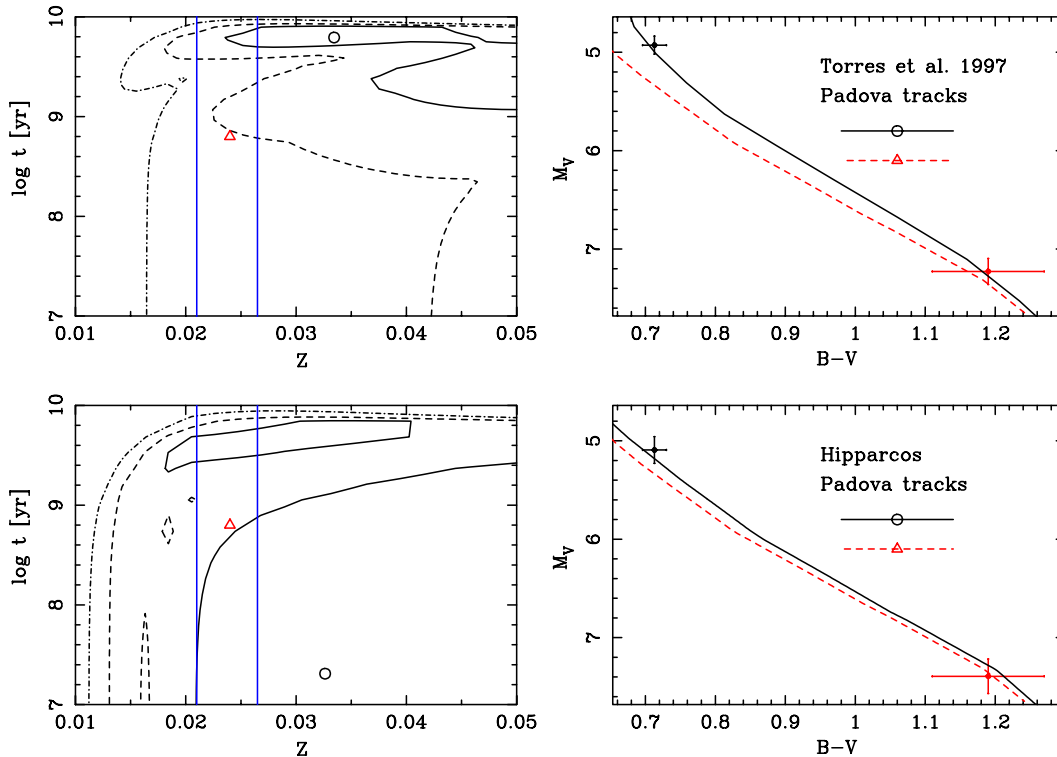 10
9
8
7
log t [yr]
0.01 0.02 0.03 0.04 0.05
Z
5
6
7
M_V
Torres et al. 1997
Padova tracks
0.7 0.8 0.9 1 1.1 1.2
B-V
10
9
8
7
log t [yr]
0.01 0.02 0.03 0.04 0.05
Z
5
6
7
M_V
Hipparcos
Padova tracks
0.7 0.8 0.9 1 1.1 1.2
B-V